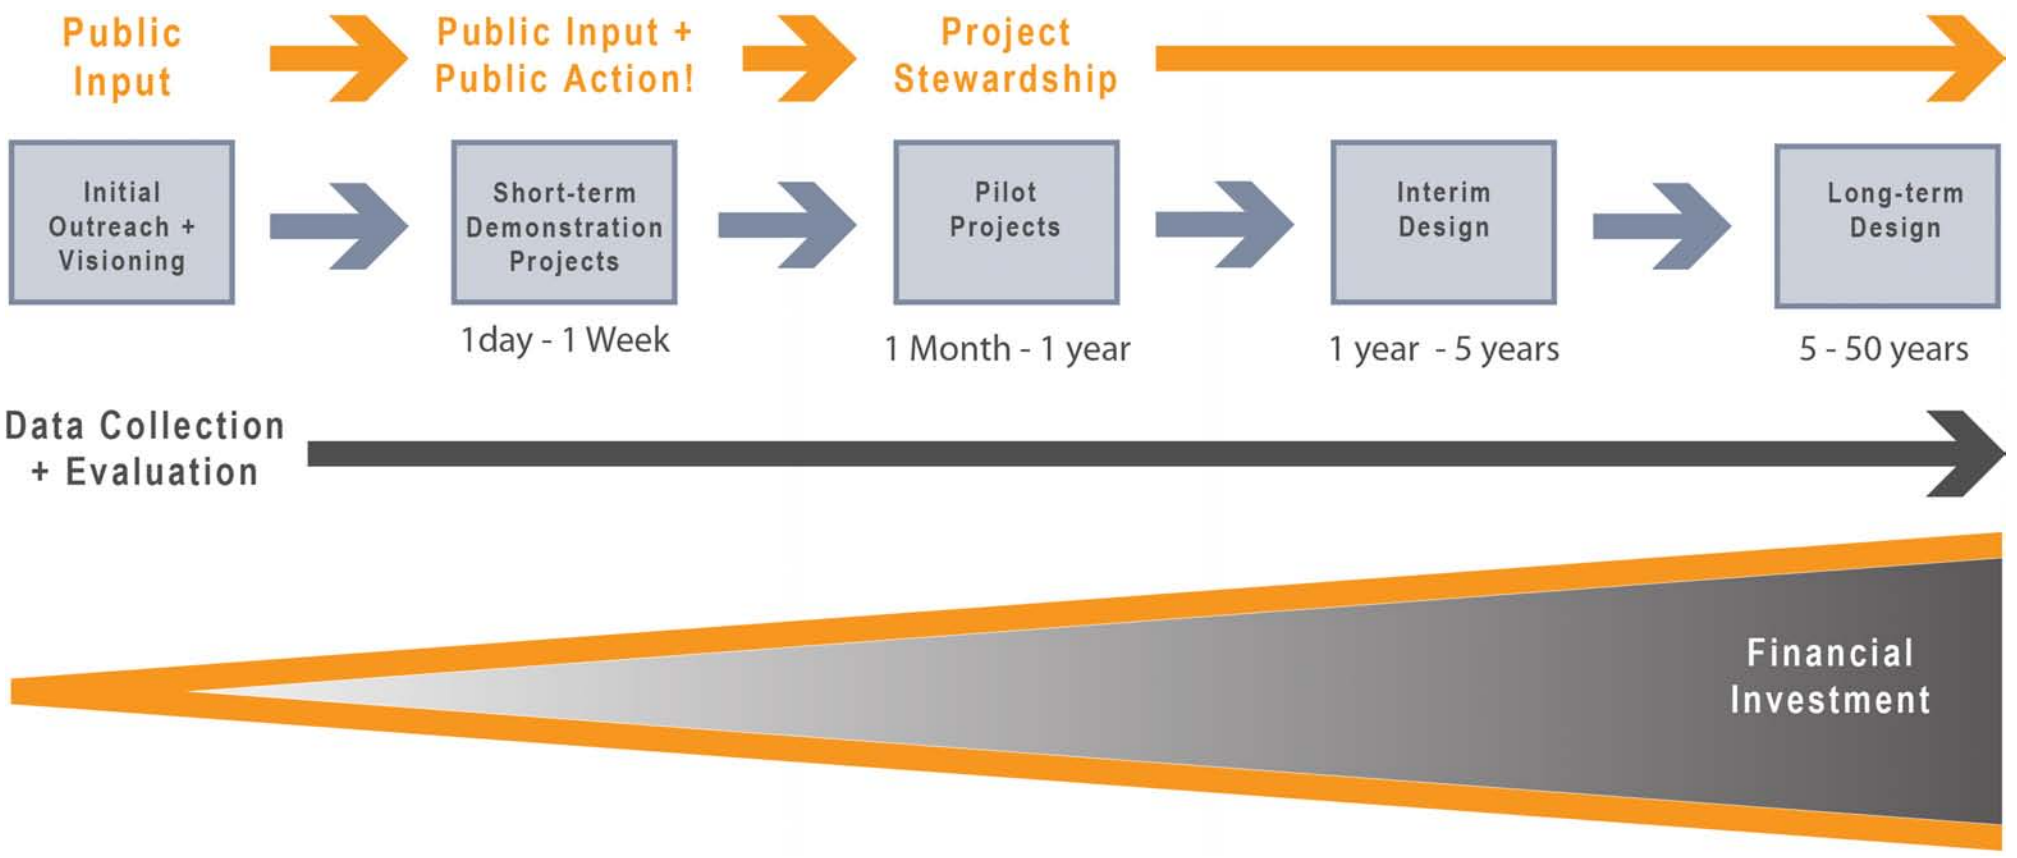 Public
Input
Public Input +
Public Action!
Project
Stewardship
Initial
Outreach +
Visioning
Short-term
Demonstration
Projects
Pilot
Projects
Interim
Design
Long-term
Design
1day - 1 Week
1 Month - 1 year
1 year - 5 years
5 - 50 years
Data Collection
+ Evaluation
Financial
Investment